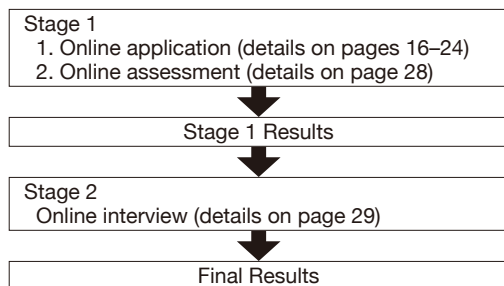 Stage 1
1. Online application (details on pages 16–24)
2. Online assessment (details on page 28)
Stage 1 Results
Stage 2
Online interview (details on page 29)
Final Results